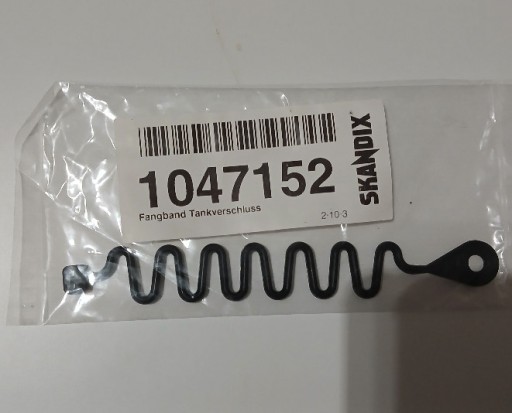 1047152
SKANDIX
Fangband Tankverschluss
2-10-3